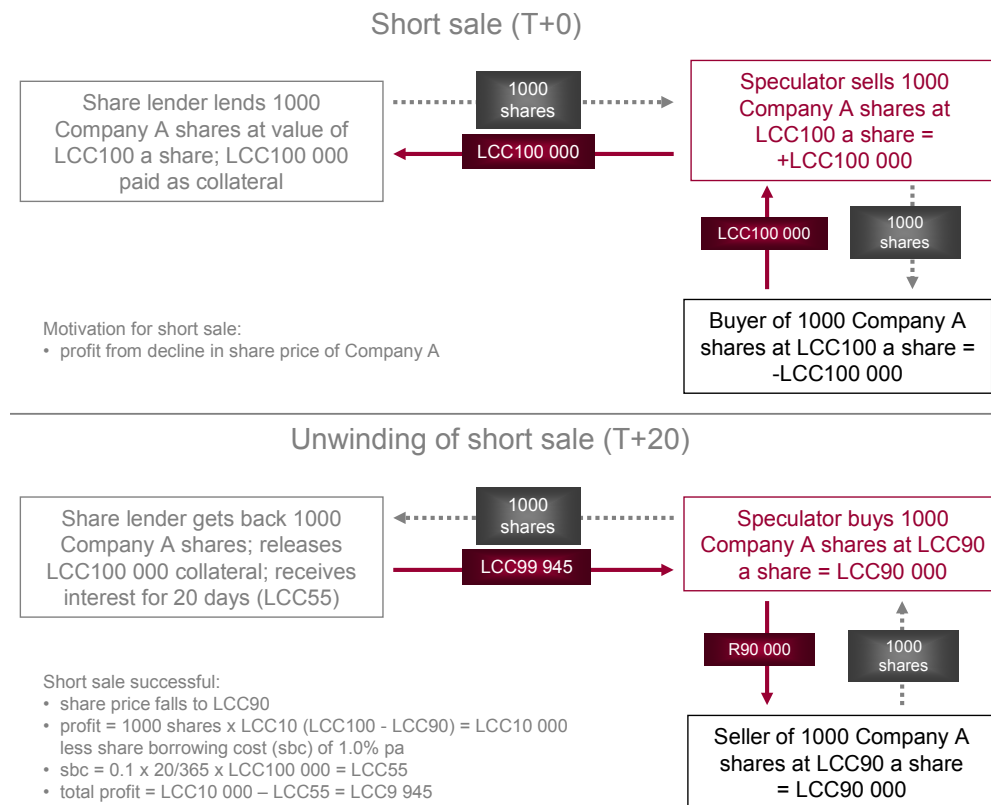 Short sale (T+0)
Share lender lends 1000
Company A shares at value of
LCC100 a share; LCC100 000
paid as collateral
1000
shares
LCC100 000
Speculator sells 1000
Company A shares at
LCC100 a share =
+LCC100 000
LCC100 000
1000
shares
Motivation for short sale:
• profit from decline in share price of Company A
Buyer of 1000 Company A
shares at LCC100 a share =
-LCC100 000
Unwinding of short sale (T+20)
Share lender gets back 1000
Company A shares; releases
LCC100 000 collateral; receives
interest for 20 days (LCC55)
1000
shares
LCC99 945
Speculator buys 1000
Company A shares at LCC90
a share = LCC90 000
R90 000
1000
shares
Short sale successful:
• share price falls to LCC90
• profit = 1000 shares x LCC10 (LCC100 - LCC90) = LCC10 000
less share borrowing cost (sbc) of 1.0% pa
• sbc = 0.1 x 20/365 x LCC100 000 = LCC55
• total profit = LCC10 000 – LCC55 = LCC9 945
Seller of 1000 Company A
shares at LCC90 a share
= LCC90 000